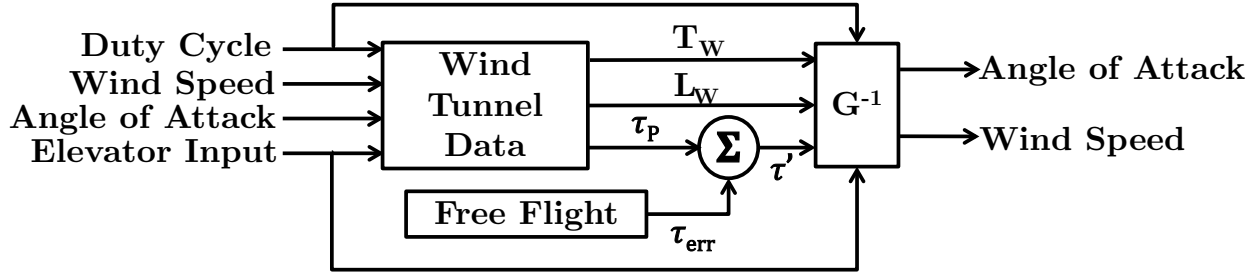 Duty Cycle
Wind Speed
Angle of Attack
Elevator Input
Wind
Tunnel
Data
T_W
L_W
τ_P
Σ
τ'
Free Flight
τ_err
G⁻¹
Angle of Attack
Wind Speed